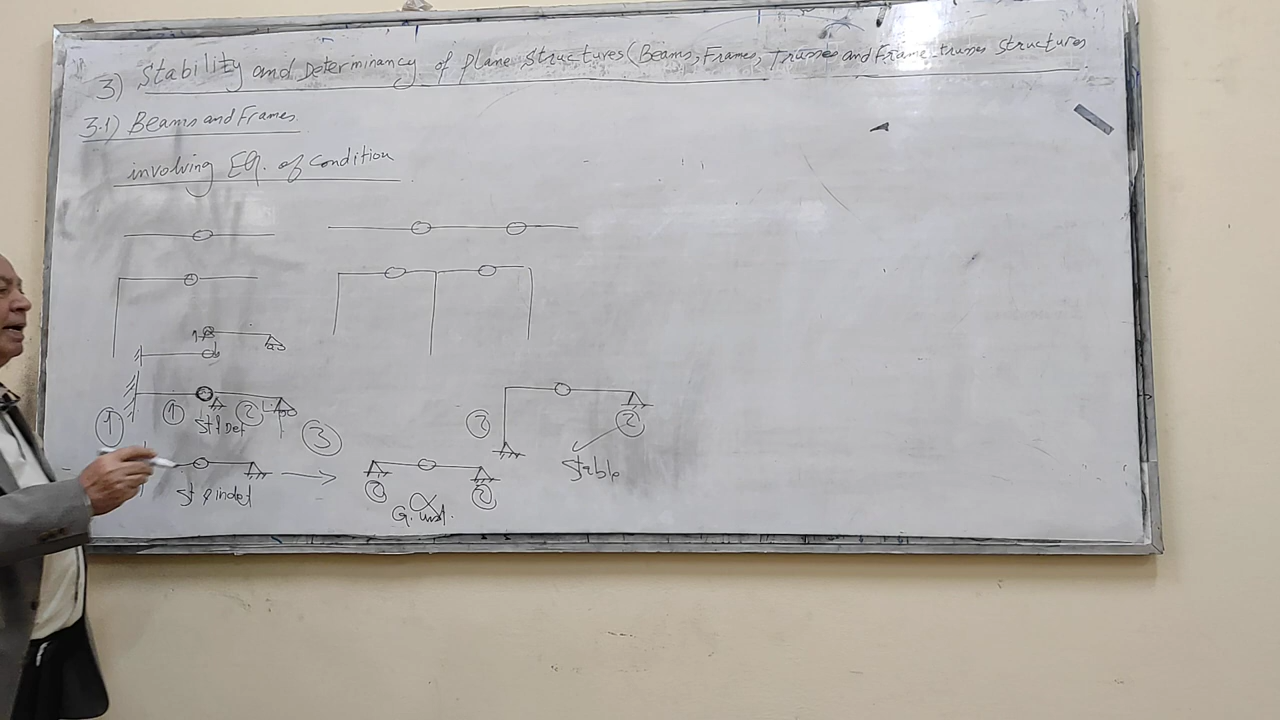 3) Stability and Determinancy of plane structures (Beams, Frames, Trusses and Frame-trusses structures
3.1) Beams and Frames
involving EQ. of Condition
1
1
2
3
St & Det
3
2
Stable
St & indet
2
G. unst.